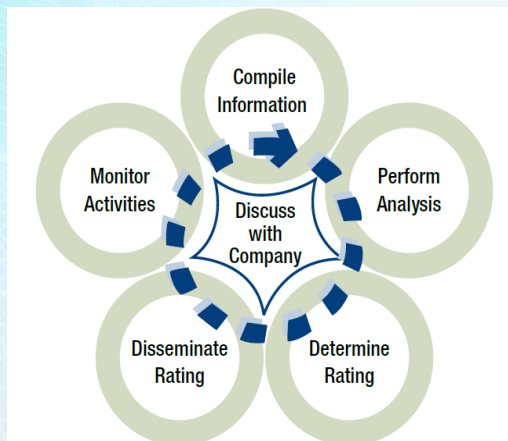 Compile
Information
Perform
Analysis
Determine
Rating
Disseminate
Rating
Monitor
Activities
Discuss
with
Company